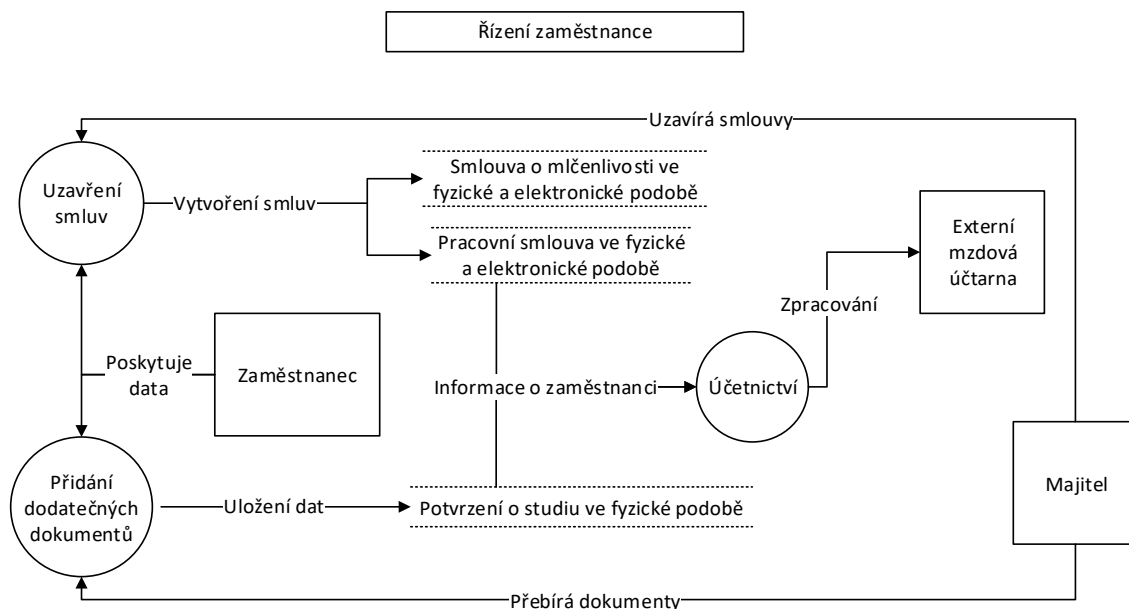 Řízení zaměstnance
Uzavírá smlouvy
Uzavření
smluv
Vytvoření smluv
Smlouva o mlčenlivosti ve
fyzické a elektronické podobě
Pracovní smlouva ve fyzické
a elektronické podobě
Externí
mzdová
účtarna
Zpracování
Poskytuje
data
Zaměstnanec
Informace o zaměstnanci
Účetnictví
Přidání
dodatečných
dokumentů
Uložení dat
Potvrzení o studiu ve fyzické podobě
Majitel
Přebírá dokumenty